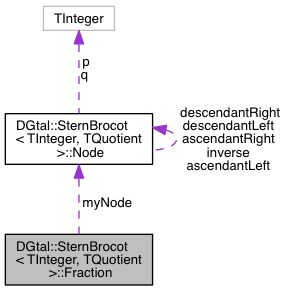 TInteger
p
q
DGtal::SternBrocot
< TInteger, TQuotient
>::Node
descendantRight
descendantLeft
ascendantRight
inverse
ascendantLeft
myNode
DGtal::SternBrocot
< TInteger, TQuotient
>::Fraction